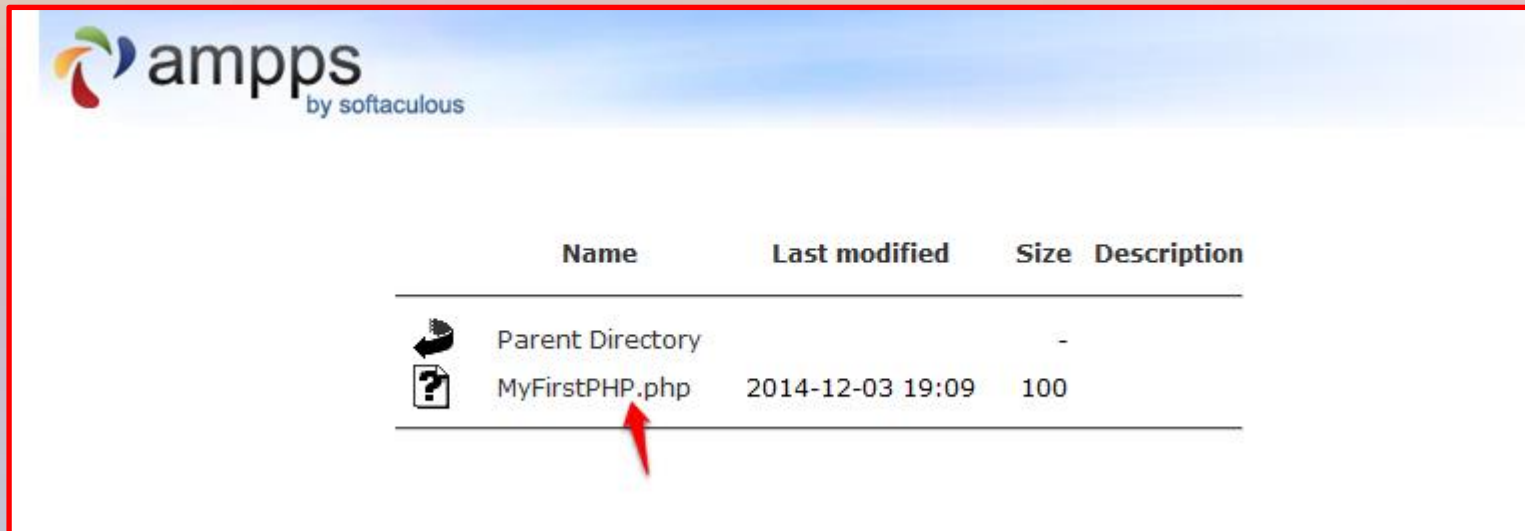 ampps
by softaculous
Name Last modified Size Description
Parent Directory -
MyFirstPHP.php 2014-12-03 19:09 100